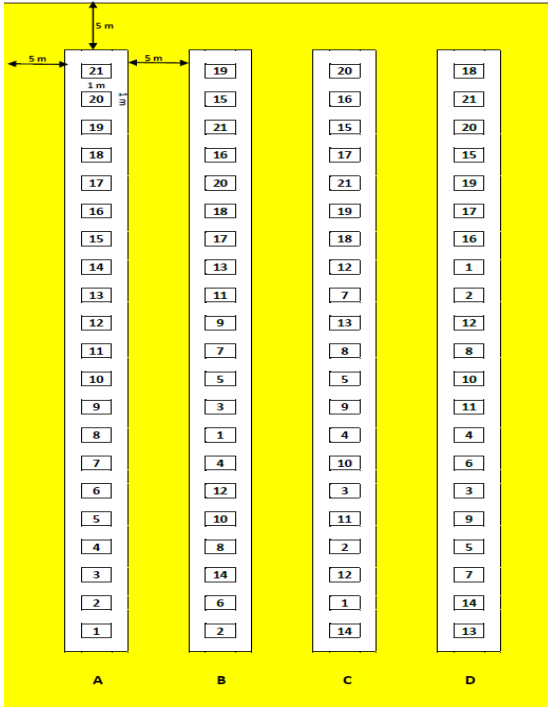 5 m
5 m 5 m
21 19 20 18
1 m
20 1 m 15 16 21
19 21 15 20
18 16 17 15
17 20 21 19
16 18 19 17
15 17 18 16
14 13 12 1
13 11 7 2
12 9 13 12
11 7 8 8
10 5 5 10
9 3 9 11
8 1 4 4
7 4 10 6
6 12 3 3
5 10 11 9
4 8 2 5
3 14 12 7
2 6 1 14
1 2 14 13
A B C D